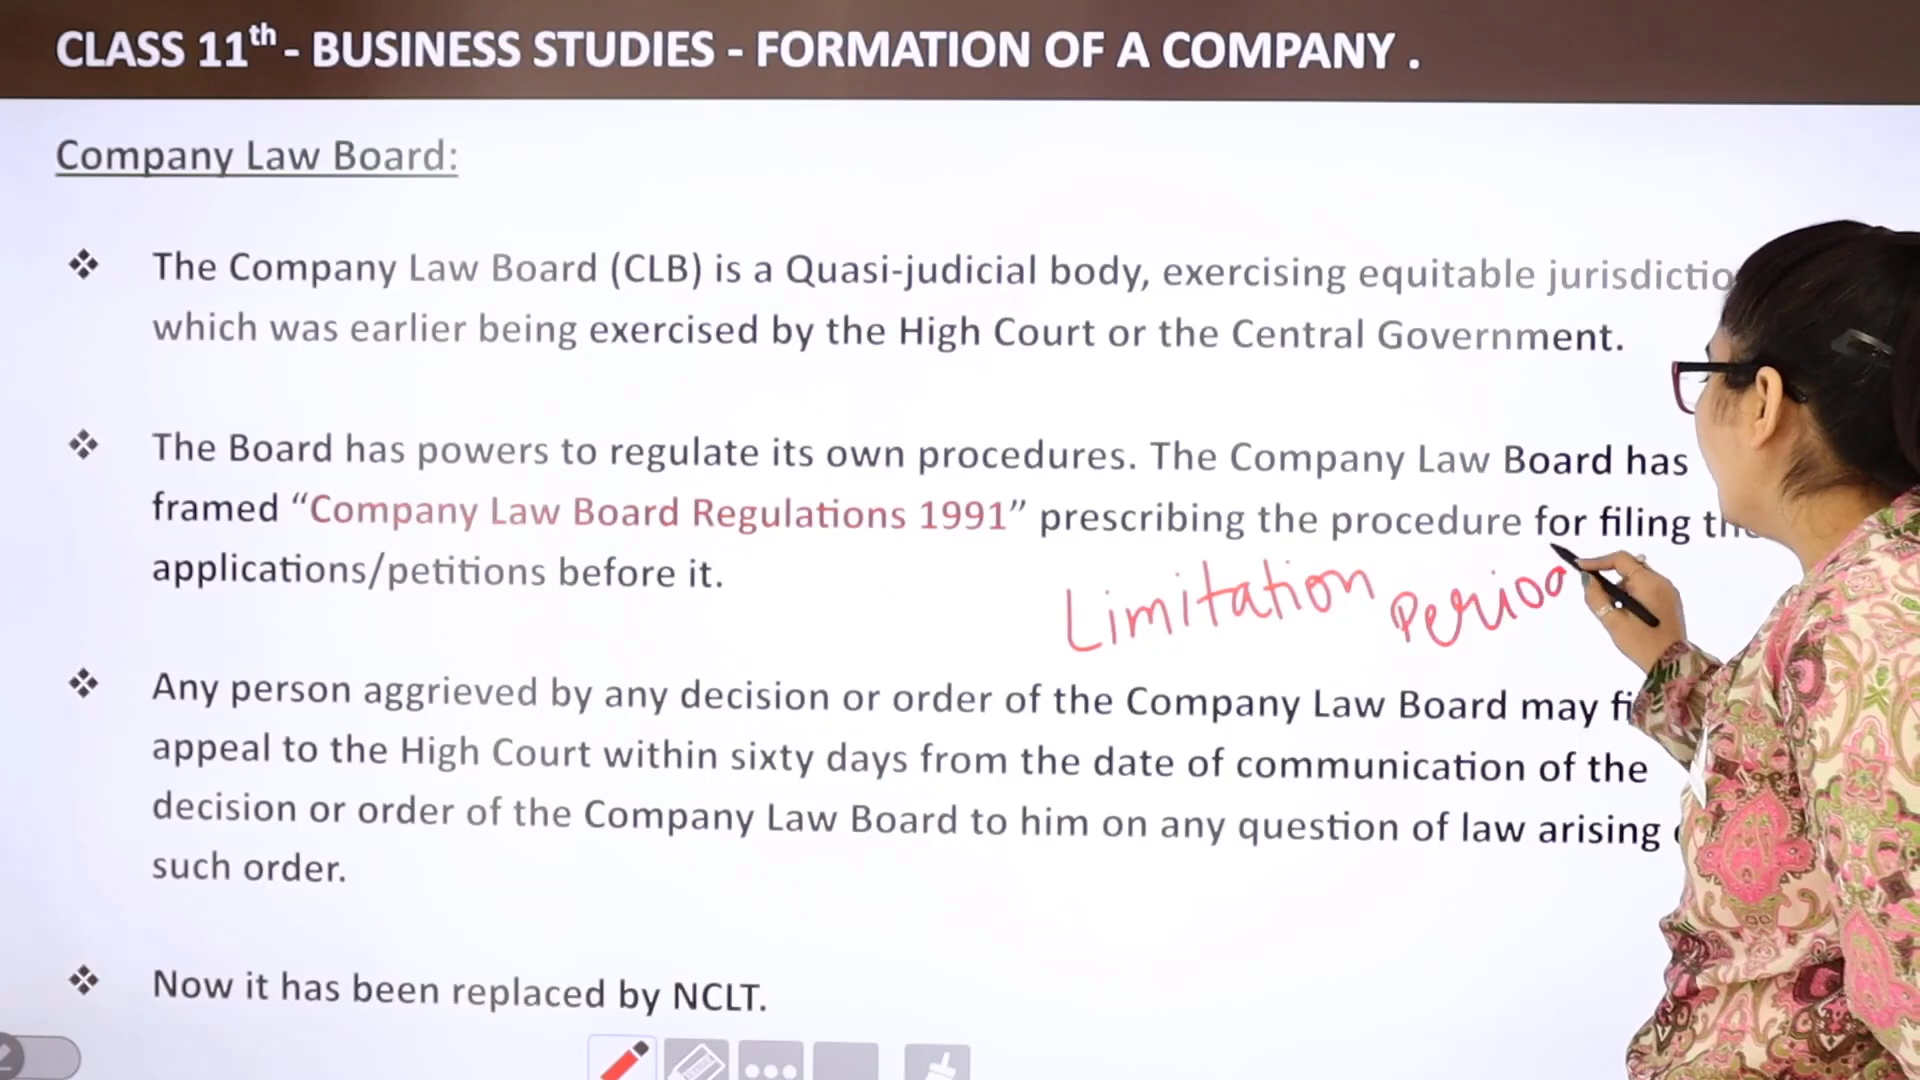 CLASS 11th - BUSINESS STUDIES - FORMATION OF A COMPANY .
Company Law Board:
The Company Law Board (CLB) is a Quasi-judicial body, exercising equitable
which was earlier being exercised by the High Court or the Central Government.
The Board has powers to regulate its own procedures. The Company Law Board has
framed “Company Law Board Regulations 1991” prescribing the procedure for filing
applications/petitions before it.
Limitation
Any person aggrieved by any decision or order of the Company Law Board may
appeal to the High Court within sixty days from the date of communication of the
decision or order of the Company Law Board to him on any question of law arising
such order.
Now it has been replaced by NCLT.